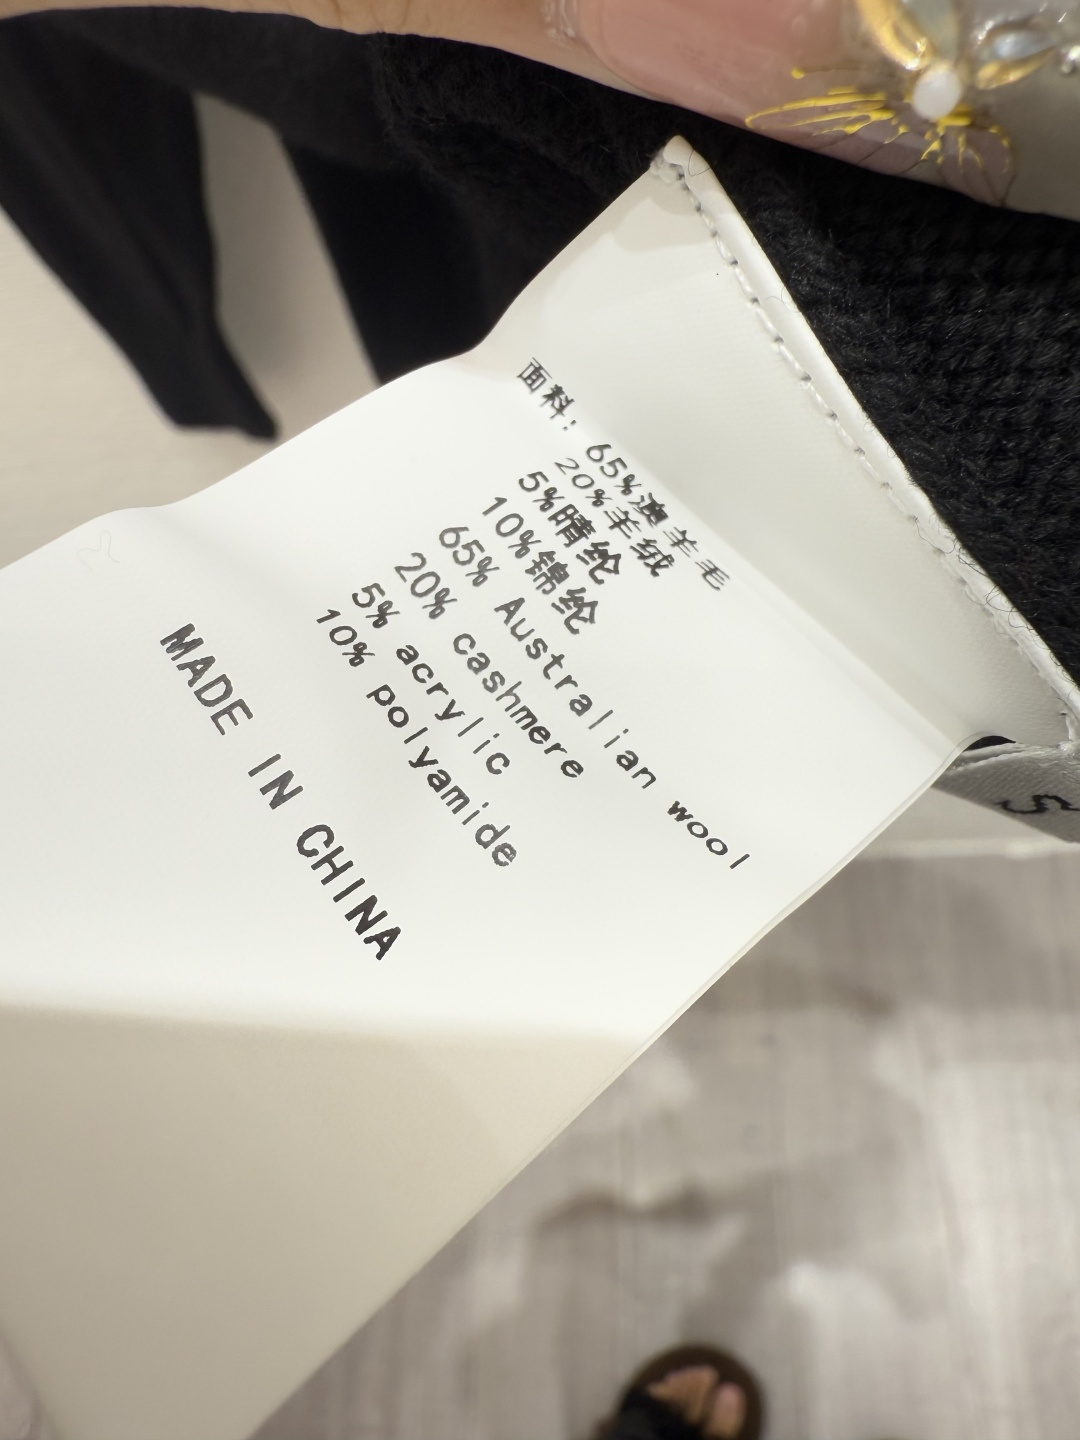 面料: 65%澳羊毛
20%羊绒
5%晴纶
10%锦纶
65% Australian wool
20% cashmere
5% acrylic
10% polyamide
MADE IN CHINA
S